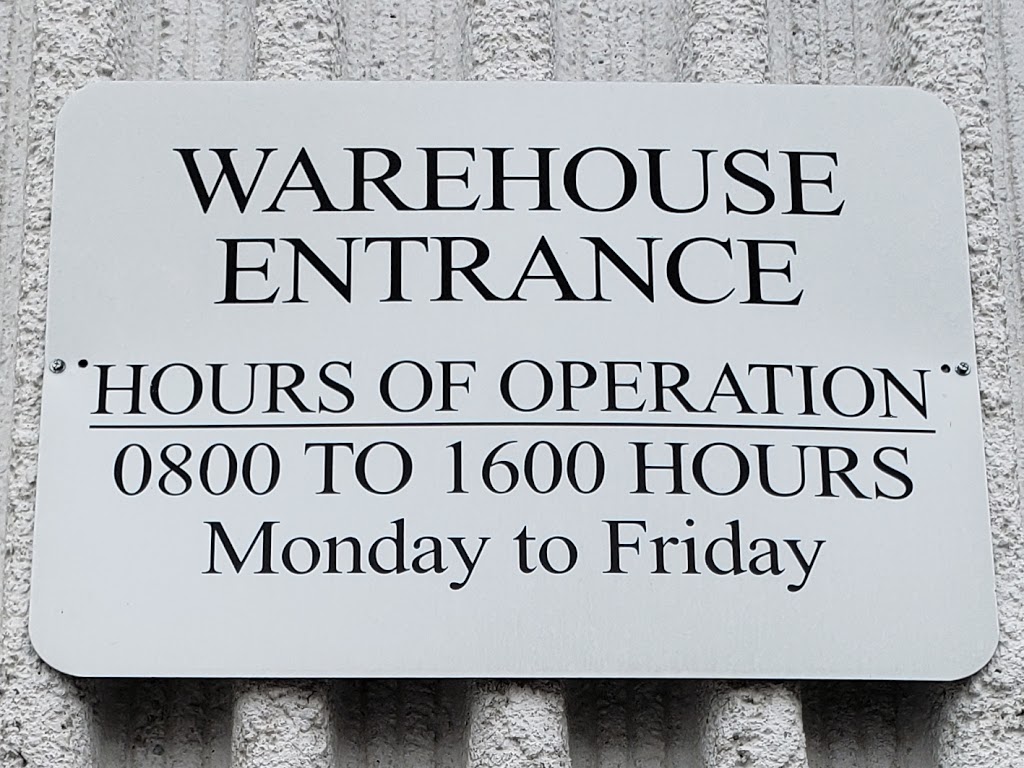 WAREHOUSE
ENTRANCE
HOURS OF OPERATION
0800 TO 1600 HOURS
Monday to Friday